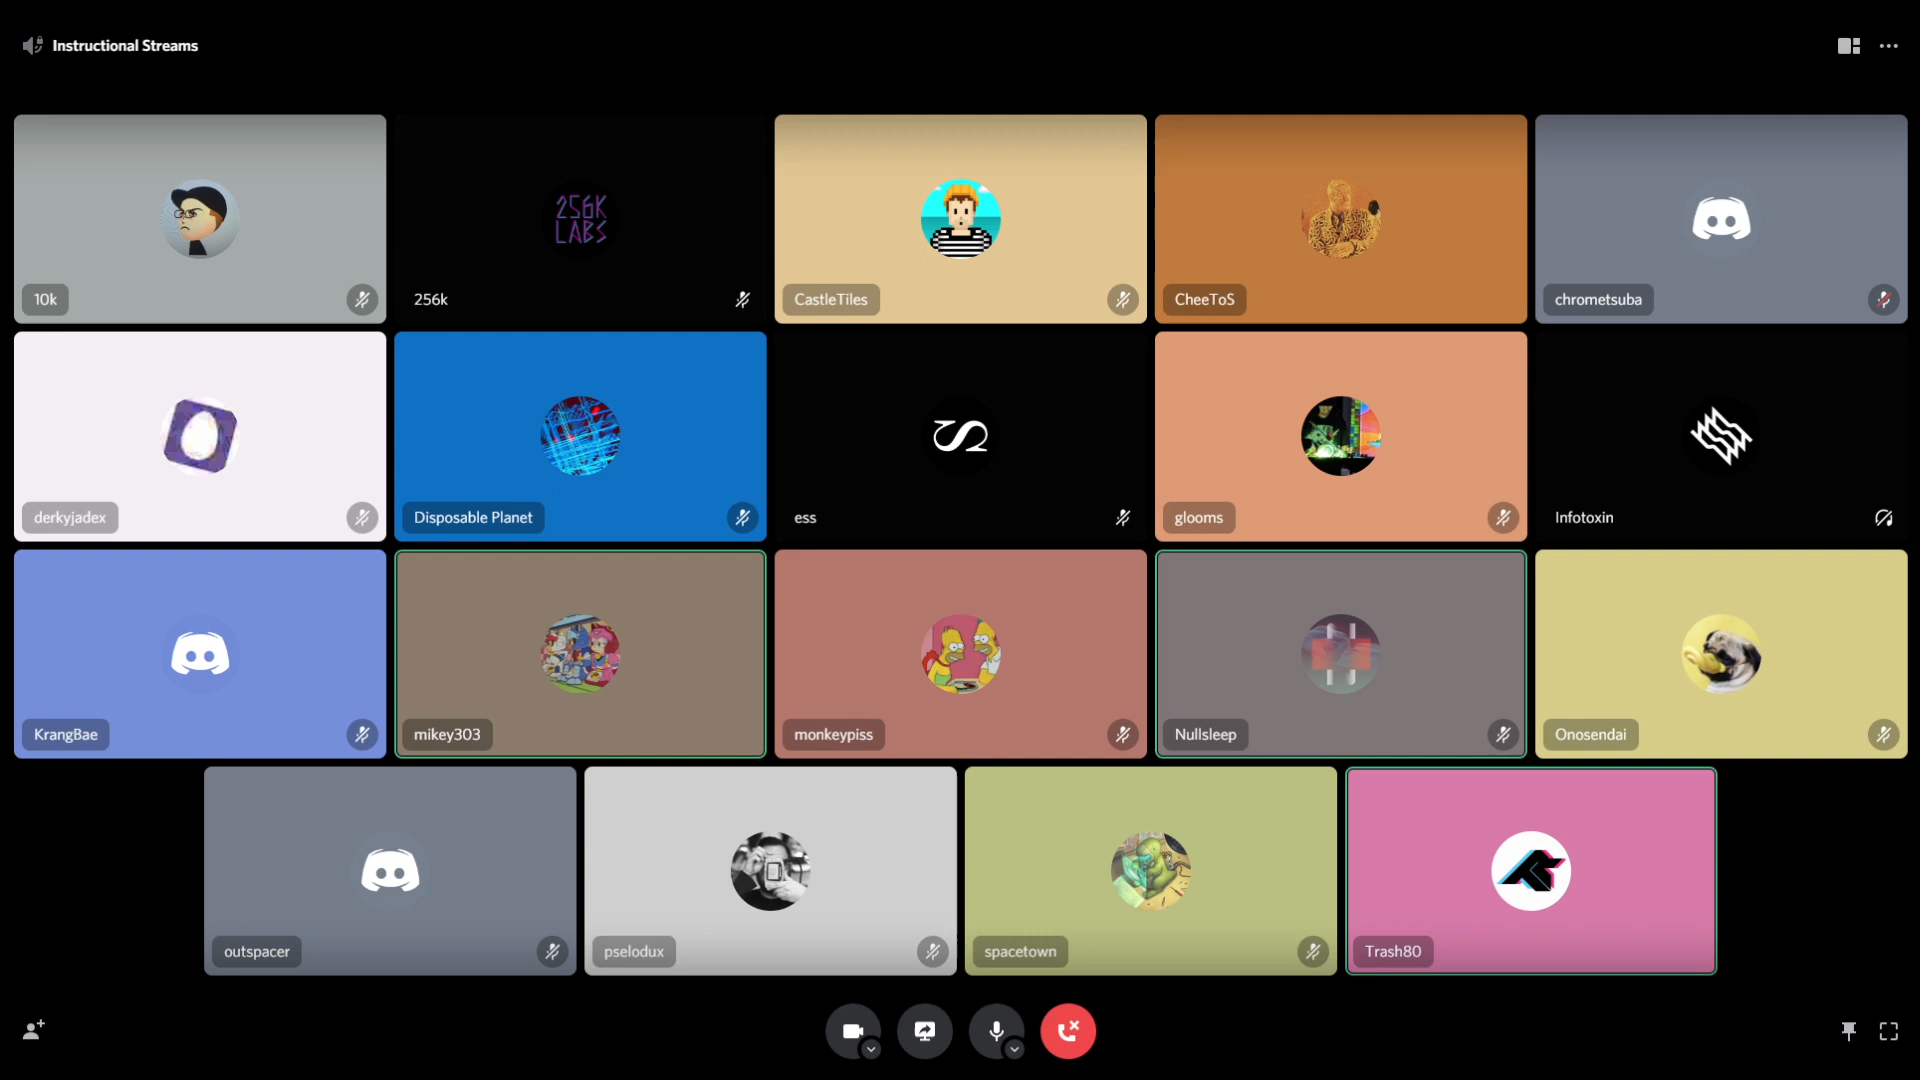 Instructional Streams
256K
LABS
10k
256k
CastleTiles
CheeToS
chrometsuba
derkyjadex
Disposable Planet
ess
glooms
Infotoxin
KrangBae
mikey303
monkeypiss
Nullsleep
Onosendai
outspacer
pselodux
spacetown
Trash80